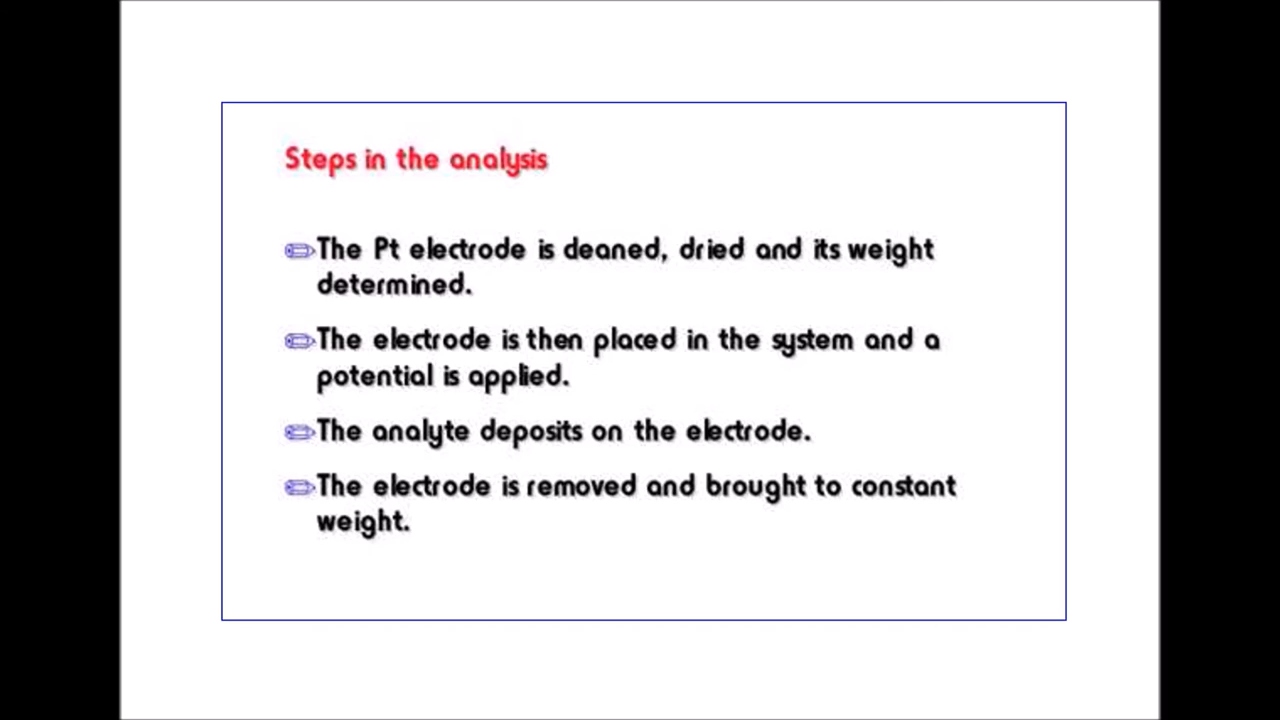 Steps in the analysis
The Pt electrode is cleaned, dried and its weight
determined.
The electrode is then placed in the system and a
potential is applied.
The analyte deposits on the electrode.
The electrode is removed and brought to constant
weight.